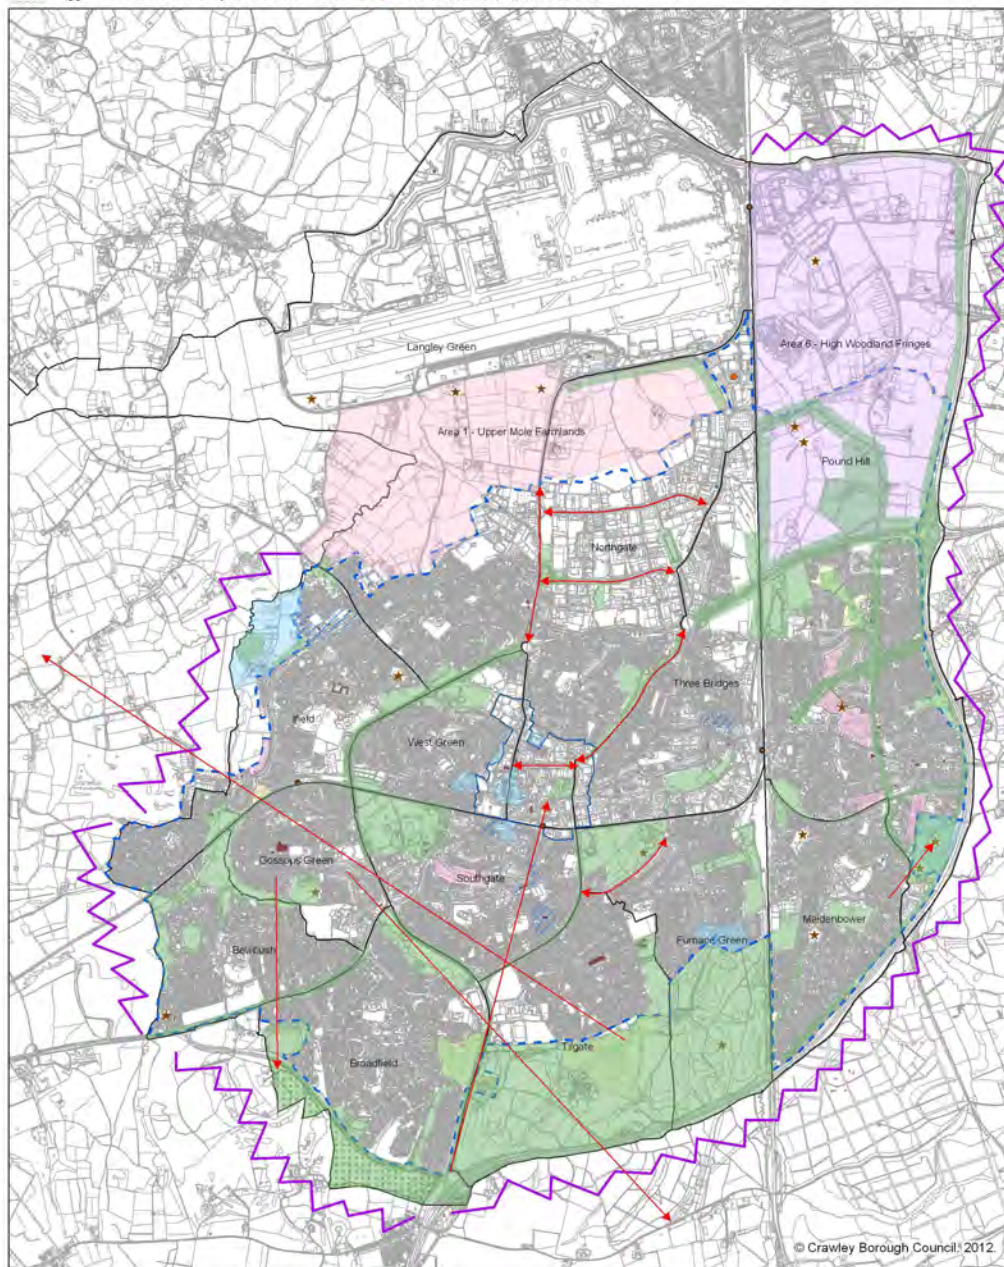 Langley Green
Area 6 - High Woodland Fringes
Area 1 - Upper Mole Farmlands
Pound Hill
Northgate
Three Bridges
Ifield
West Green
Gossops Green
Southgate
Maidenbower
Furnace Green
Bewbush
Tilgate
Broadfield
© Crawley Borough Council, 2012